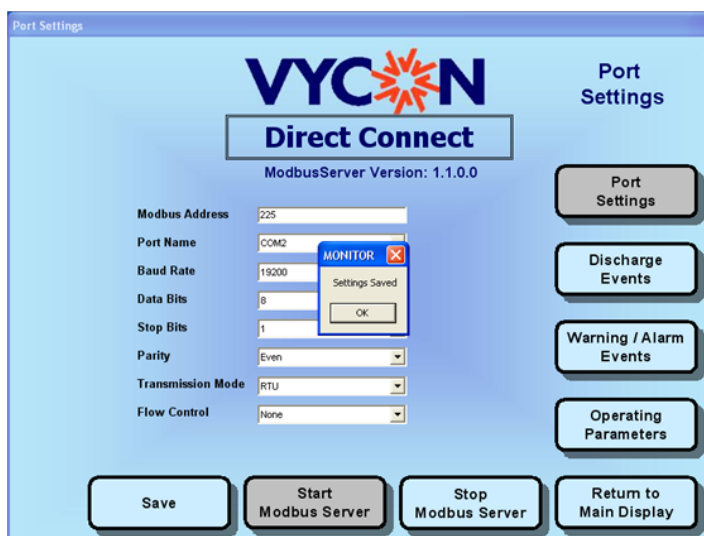 Port Settings
VYCON
Port
Settings
Direct Connect
ModbusServer Version: 1.1.0.0
Port
Settings
Modbus Address 225
Port Name COM2
MONITOR
Baud Rate 19200
Settings Saved
Discharge
Events
Data Bits 8
OK
Stop Bits 1
Warning / Alarm
Events
Parity Even
Transmission Mode RTU
Flow Control None
Operating
Parameters
Save
Start
Modbus Server
Stop
Modbus Server
Return to
Main Display